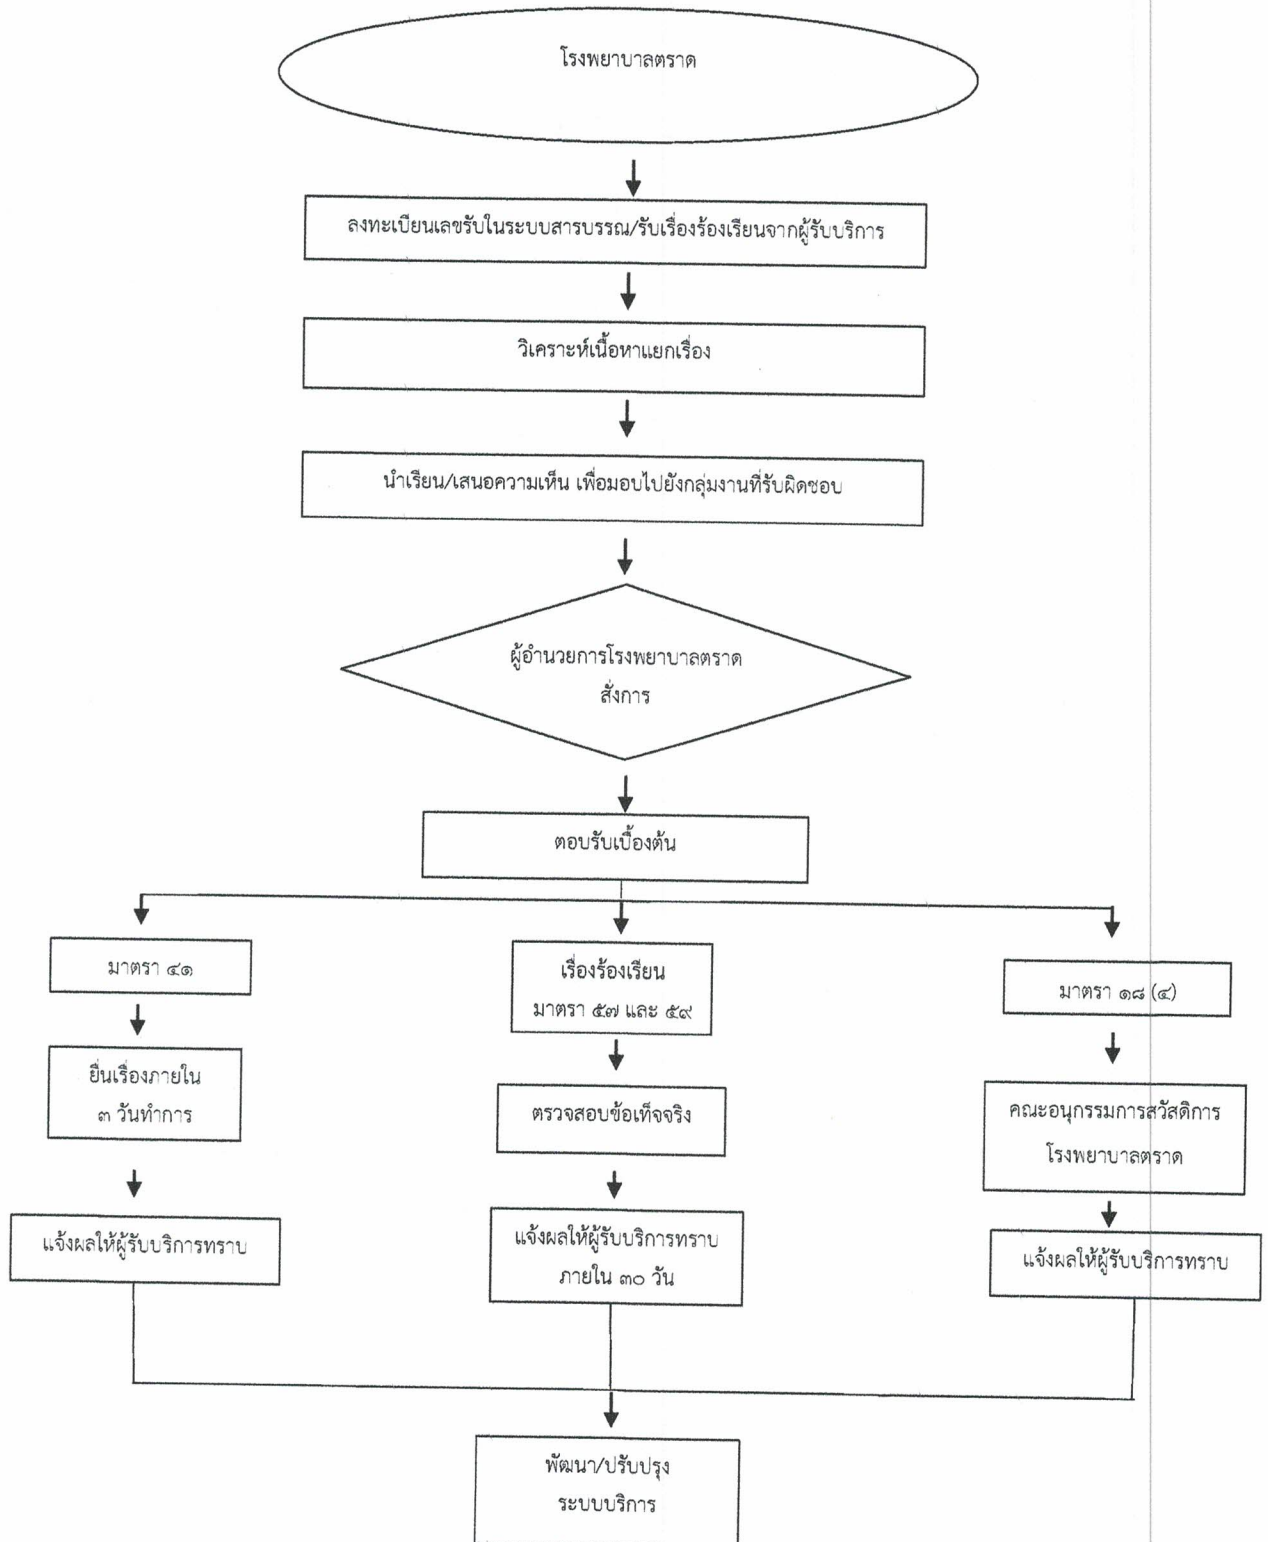 โรงพยาบาลตราด
ลงทะเบียนเลขรับในระบบสารบรรณ/รับเรื่องร้องเรียนจากผู้รับบริการ
วิเคราะห์เนื้อหาแยกเรื่อง
นำเรียน/เสนอความเห็น เพื่อมอบไปยังกลุ่มงานที่รับผิดชอบ
ผู้อำนวยการโรงพยาบาลตราด
สั่งการ
ตอบรับเบื้องต้น
มาตรา ๔๑
ยื่นเรื่องภายใน
๓ วันทำการ
แจ้งผลให้ผู้รับบริการทราบ
เรื่องร้องเรียน
มาตรา ๕๗ และ ๕๙
ตรวจสอบข้อเท็จจริง
แจ้งผลให้ผู้รับบริการทราบ
ภายใน ๓๐ วัน
มาตรา ๑๘ (๔)
คณะอนุกรรมการสวัสดิการ
โรงพยาบาลตราด
แจ้งผลให้ผู้รับบริการทราบ
พัฒนา/ปรับปรุง
ระบบบริการ